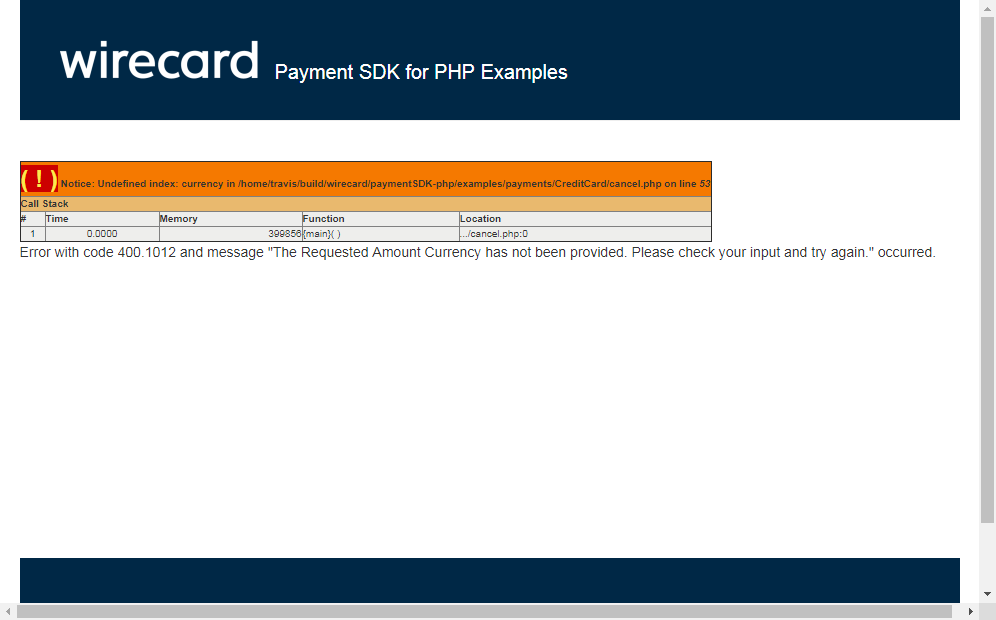 wirecard Payment SDK for PHP Examples
( ! ) Notice: Undefined index: currency in /home/travis/build/wirecard/paymentSDK-php/examples/payments/CreditCard/cancel.php on line 53
Call Stack
# Time Memory Function Location
1 0.0000 399856 {main}( ) .../cancel.php:0
Error with code 400.1012 and message "The Requested Amount Currency has not been provided. Please check your input and try again." occurred.